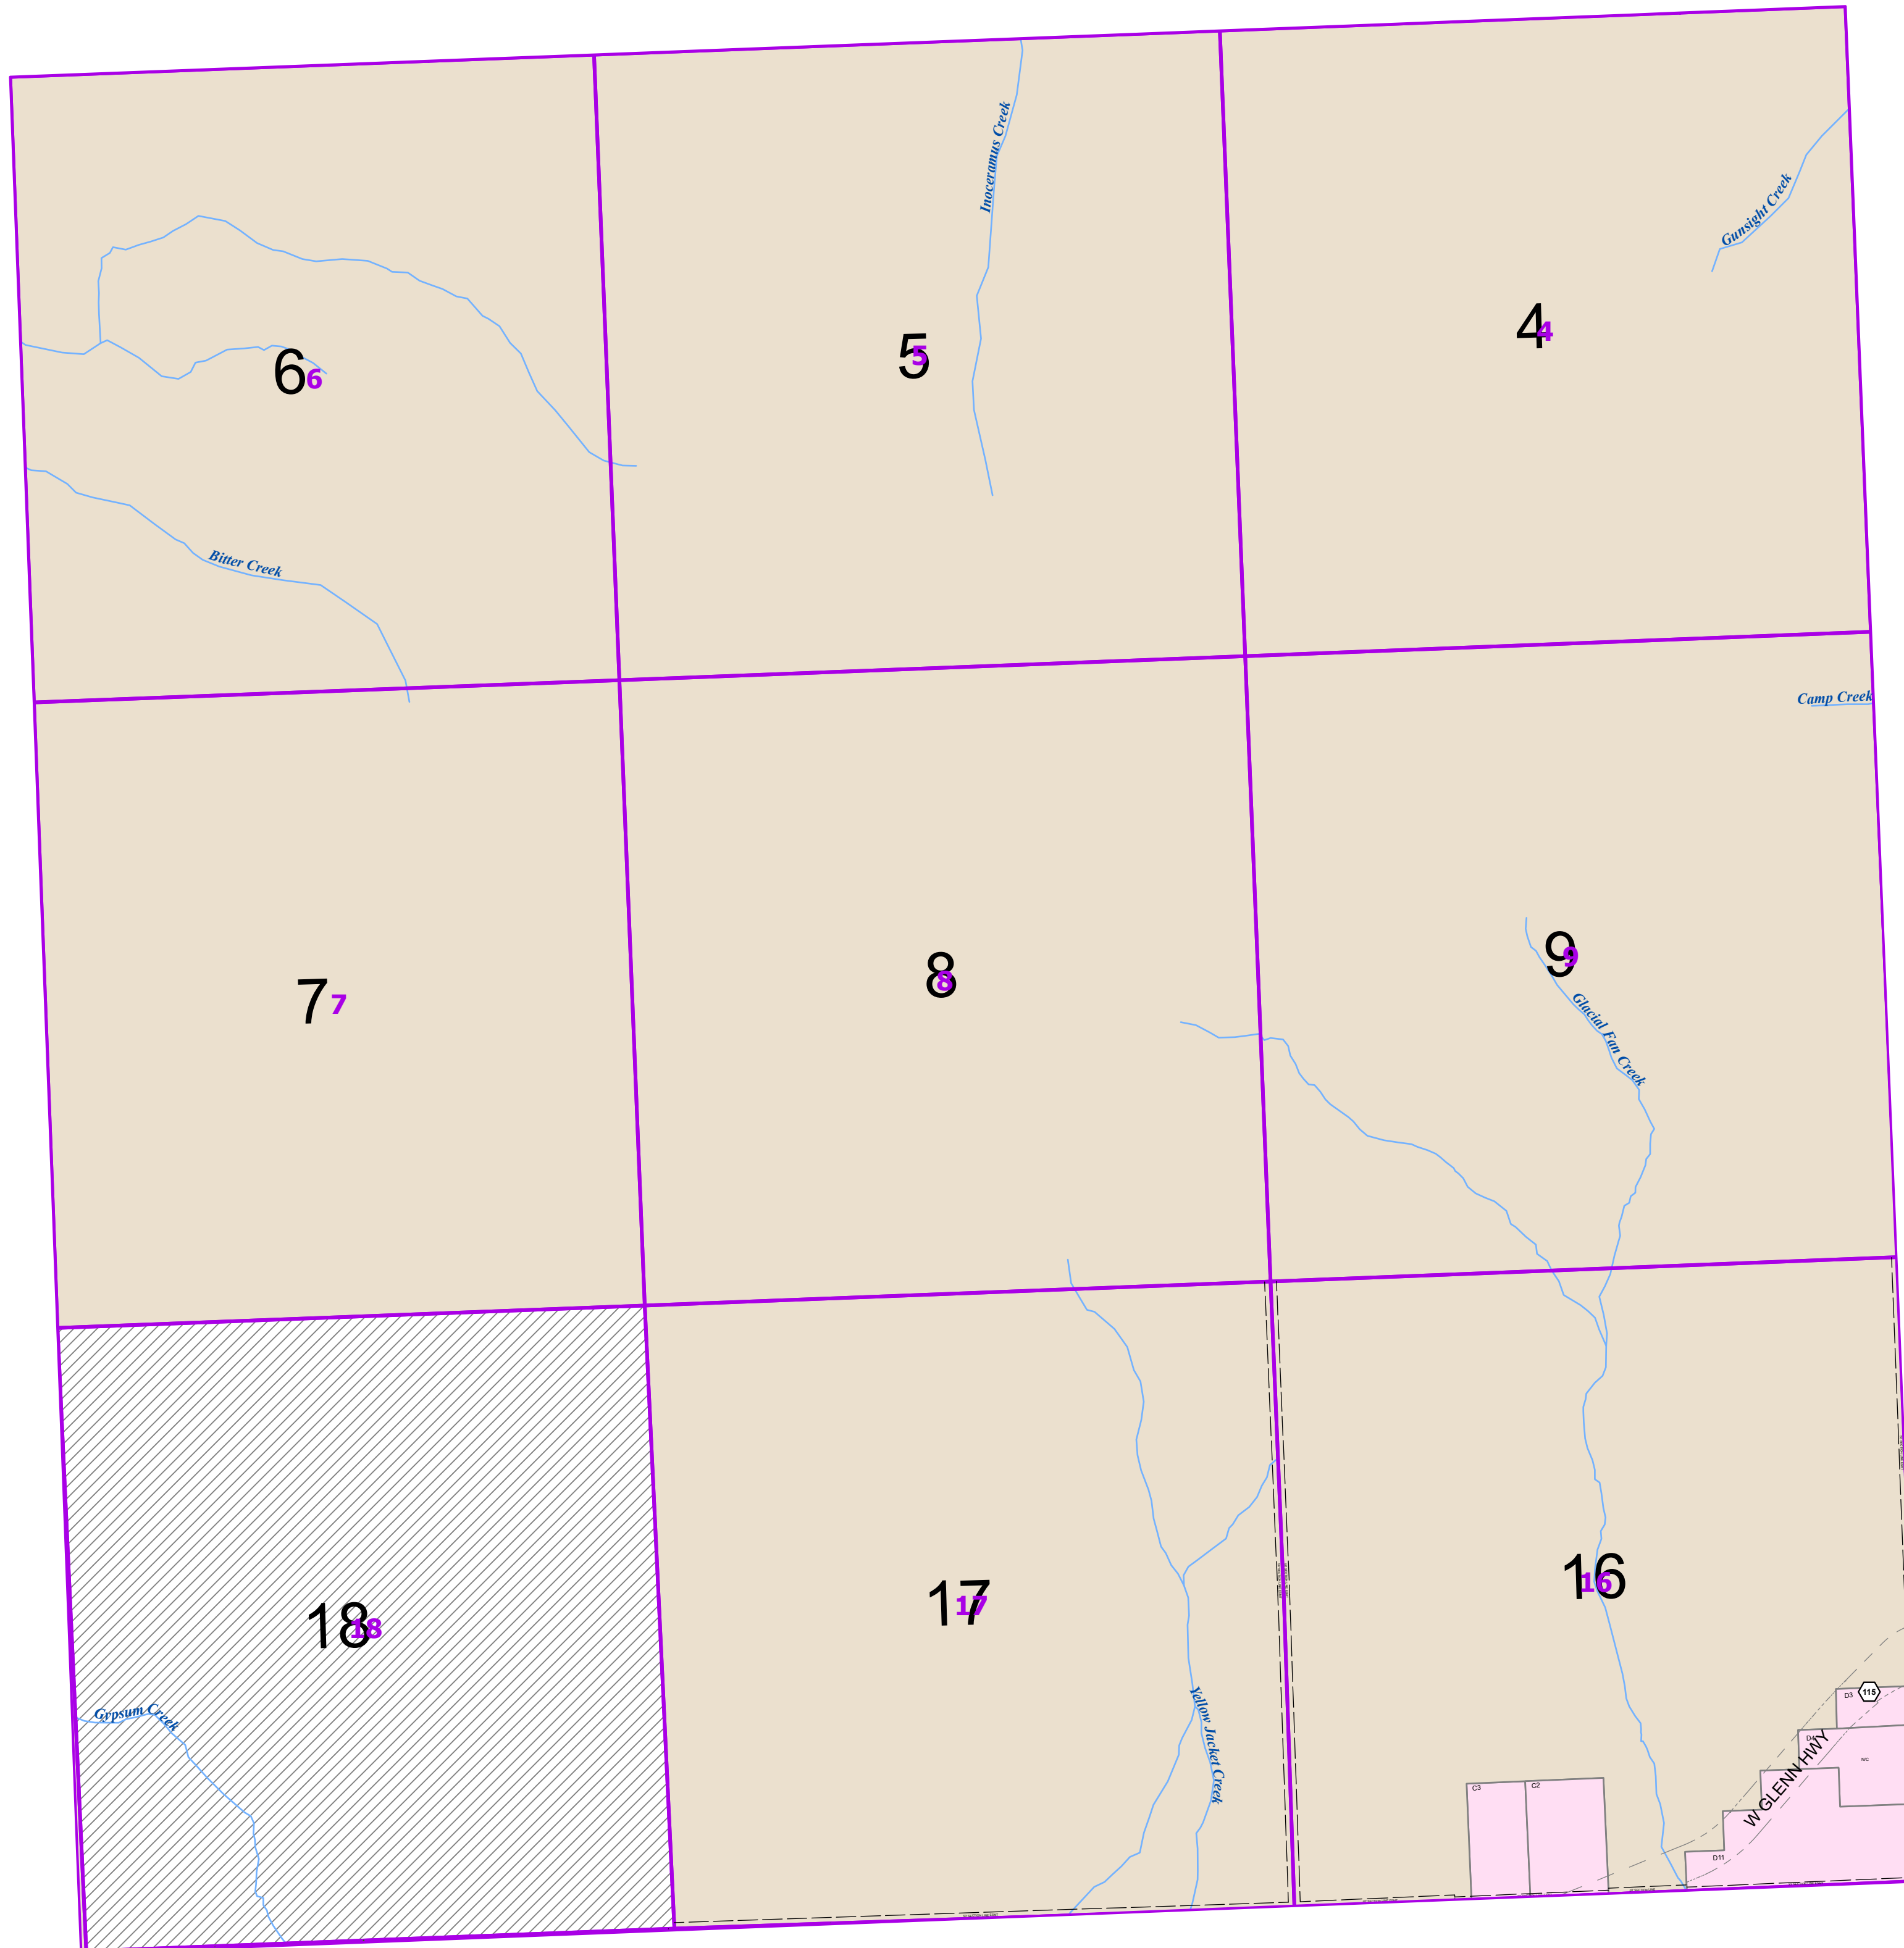 Inoceramus Creek
Gunsight Creek
6
6
5
5
4
4
Bitter Creek
Camp Creek
7
7
8
8
9
9
Glacial Fan Creek
18
18
17
17
16
16
Gypsum Creek
Yellow Jacket Creek
D3
115
W GLENN HWY
C3
C2
D11